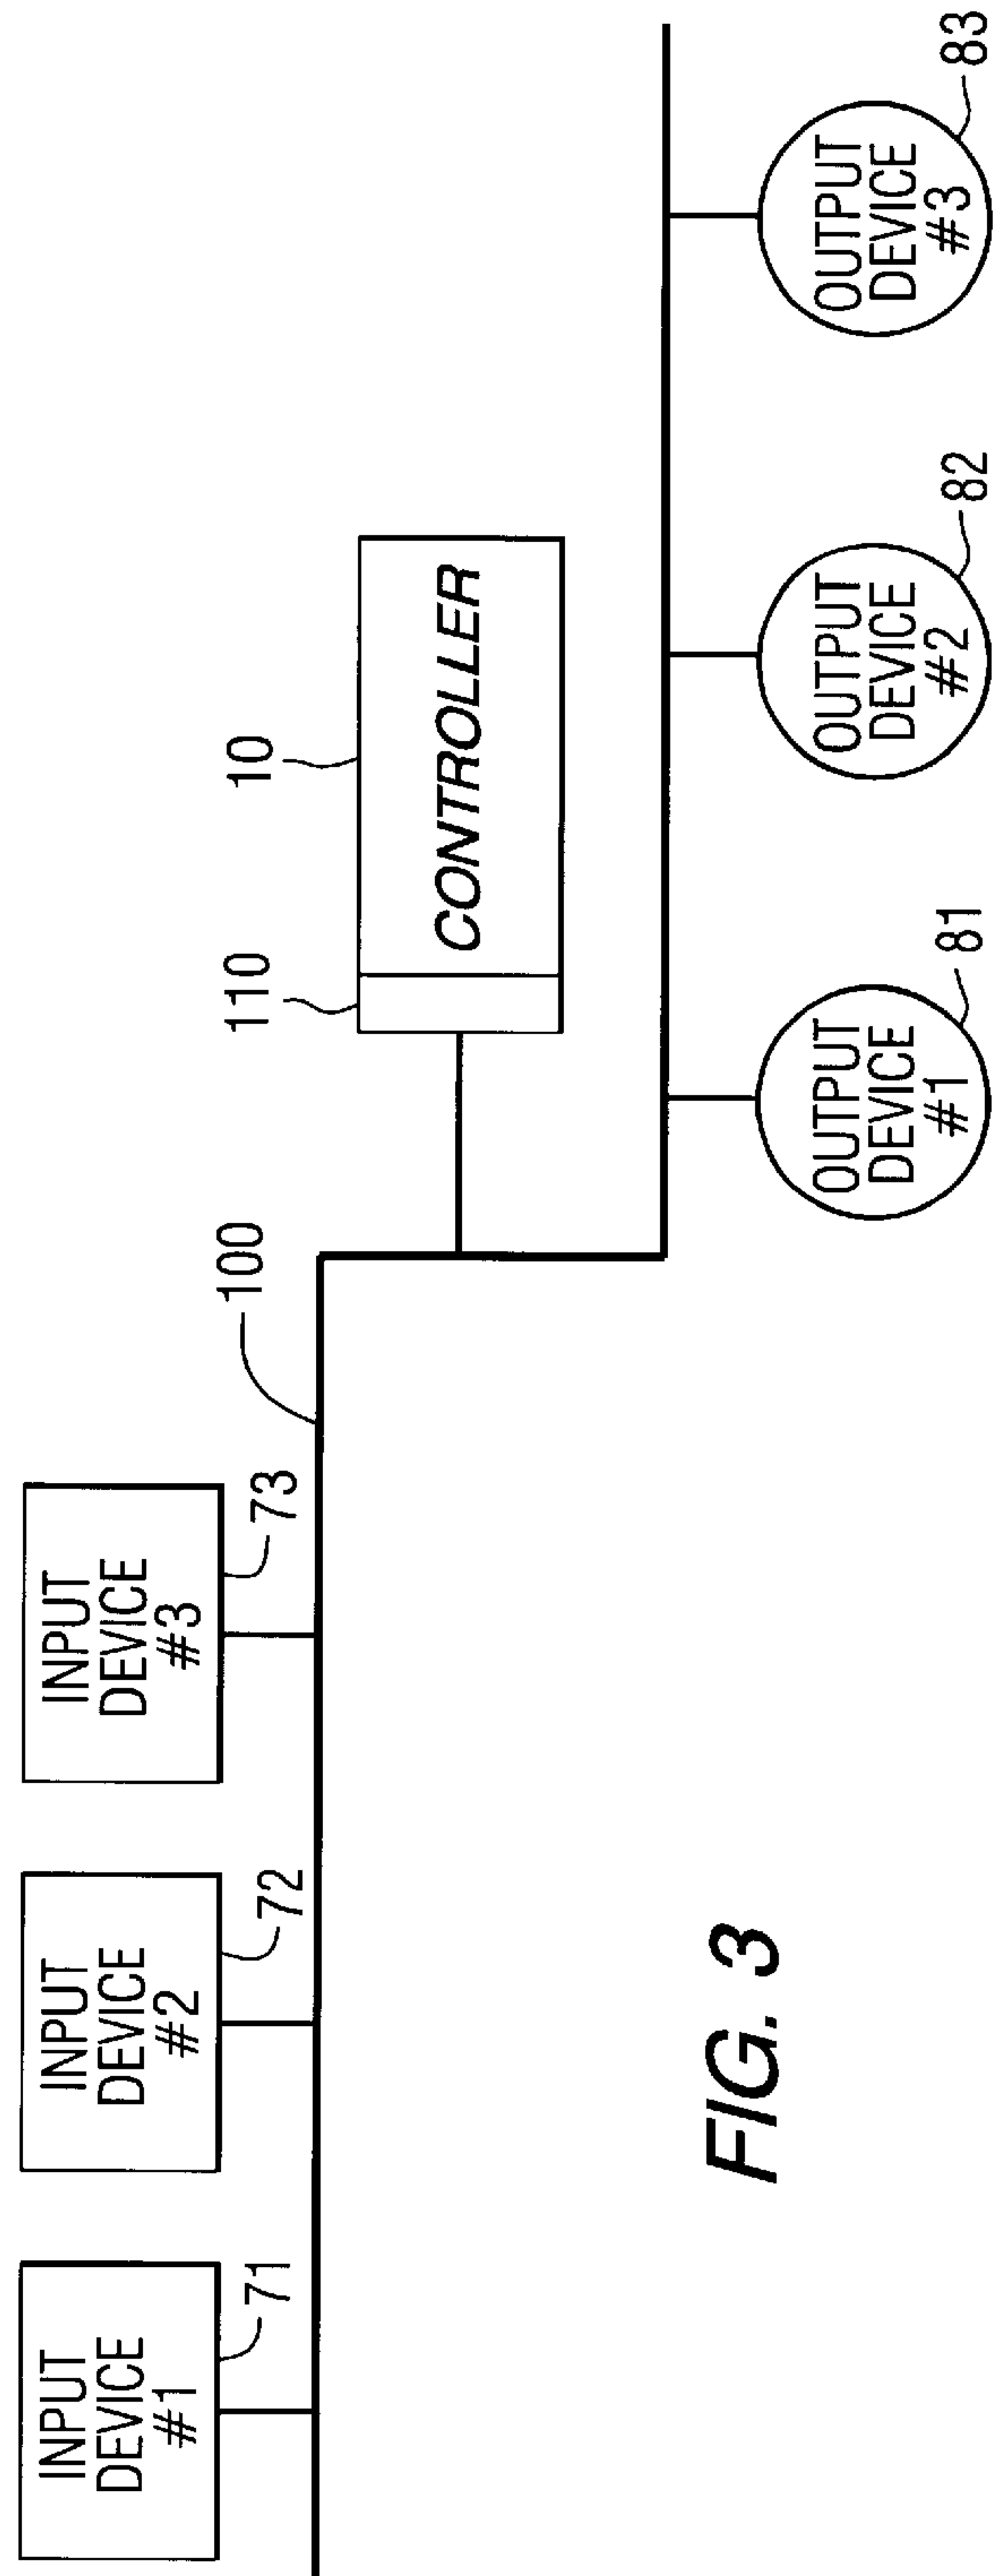 INPUT
DEVICE
#1
71
INPUT
DEVICE
#2
72
INPUT
DEVICE
#3
73
100
110
10
CONTROLLER
OUTPUT
DEVICE
#1
81
OUTPUT
DEVICE
#2
82
OUTPUT
DEVICE
#3
83
FIG. 3